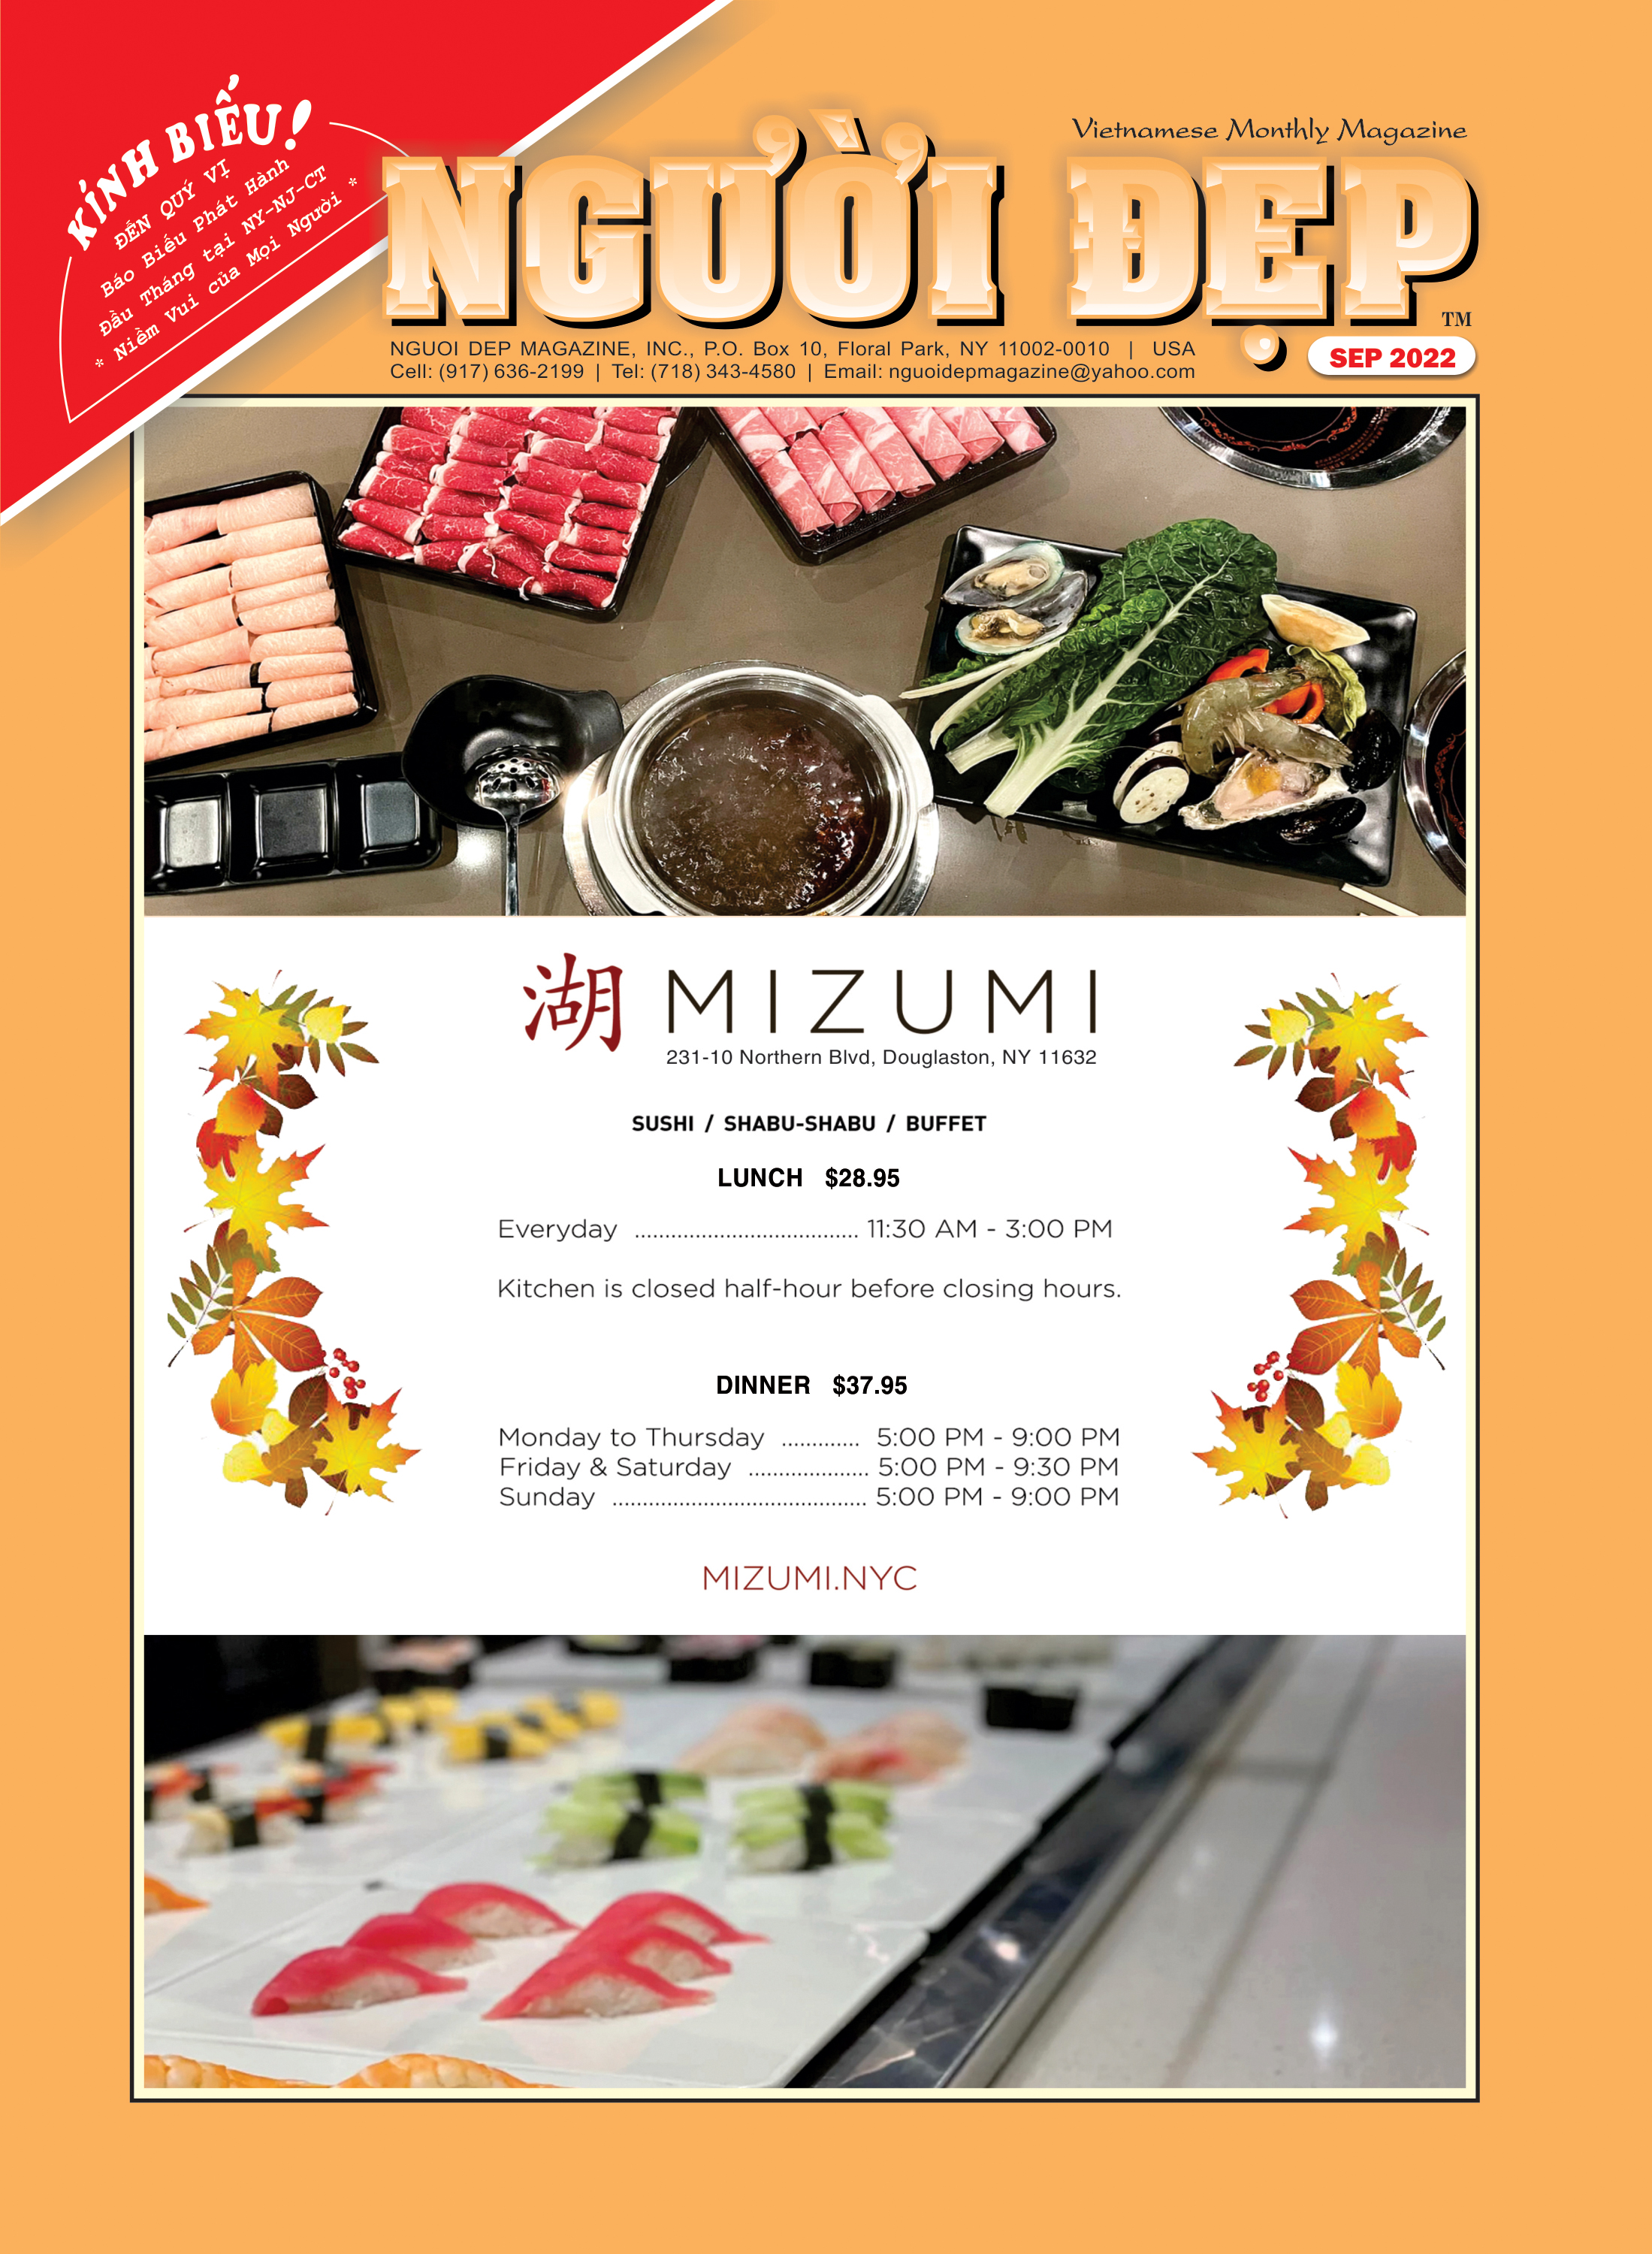 KÍNH BIẾU!
ĐẾN QUÝ VỊ
Báo Biếu Phát Hành
Đầu Tháng tại NY-NJ-CT
* Niềm Vui của Mọi Người *
Vietnamese Monthly Magazine
NGƯỜI ĐẸP TM
NGUOI DEP MAGAZINE, INC., P.O. Box 10, Floral Park, NY 11002-0010 | USA
Cell: (917) 636-2199 | Tel: (718) 343-4580 | Email: nguoidepmagazine@yahoo.com
SEP 2022
湖 MIZUMI
231-10 Northern Blvd, Douglaston, NY 11632
SUSHI / SHABU-SHABU / BUFFET
LUNCH $28.95
Everyday ..................................... 11:30 AM - 3:00 PM
Kitchen is closed half-hour before closing hours.
DINNER $37.95
Monday to Thursday ............. 5:00 PM - 9:00 PM
Friday & Saturday .................... 5:00 PM - 9:30 PM
Sunday .......................................... 5:00 PM - 9:00 PM
MIZUMI.NYC